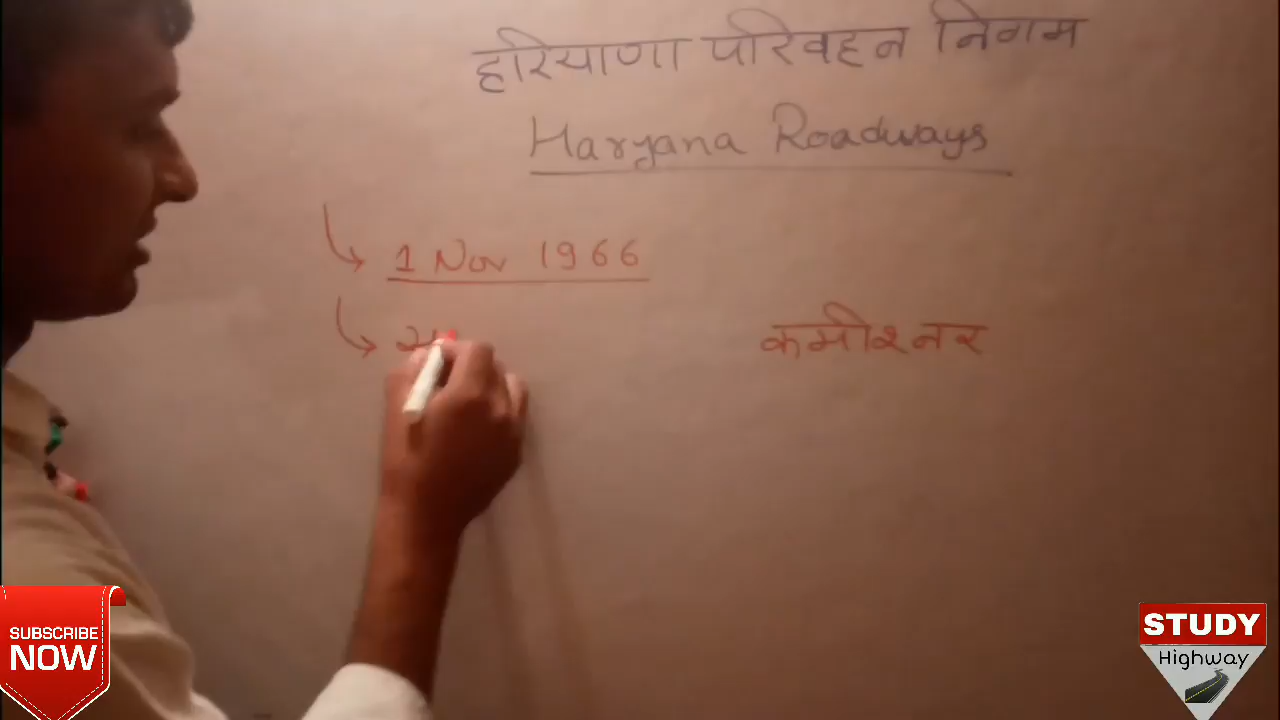 हरियाणा परिवहन निगम
Haryana Roadways
1 Nov 1966
कमीश्नर
SUBSCRIBE
NOW
STUDY
Highway